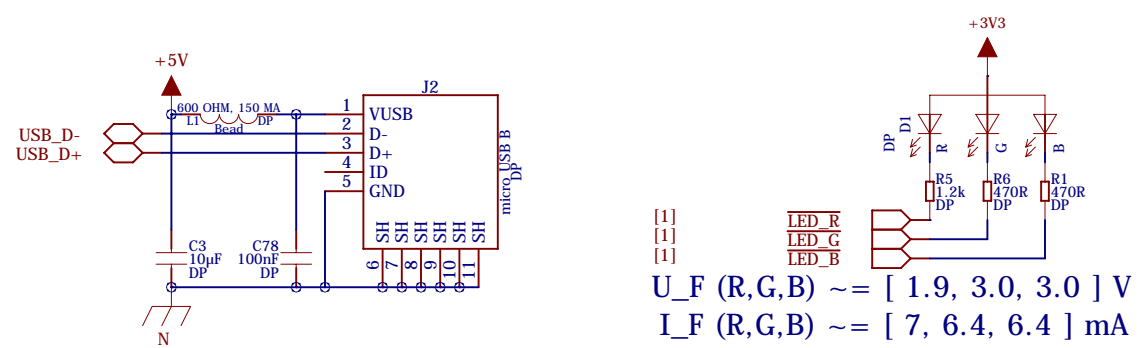 +5V
600 OHM, 150 MA
L1
DP
Bead
USB_D-
USB_D+
J2
1
VUSB
2
D-
3
D+
4
ID
5
GND
micro USB B
DP
SH
SH
SH
SH
SH
SH
6
7
8
9
10
11
C3
10µF
DP
C78
100nF
DP
N
+3V3
D1
DP
R
G
B
R5
1.2k
DP
R6
470R
DP
R1
470R
DP
[1]
LED_R
[1]
LED_G
[1]
LED_B
U_F (R,G,B) ~= [ 1.9, 3.0, 3.0 ] V
I_F (R,G,B) ~= [ 7, 6.4, 6.4 ] mA